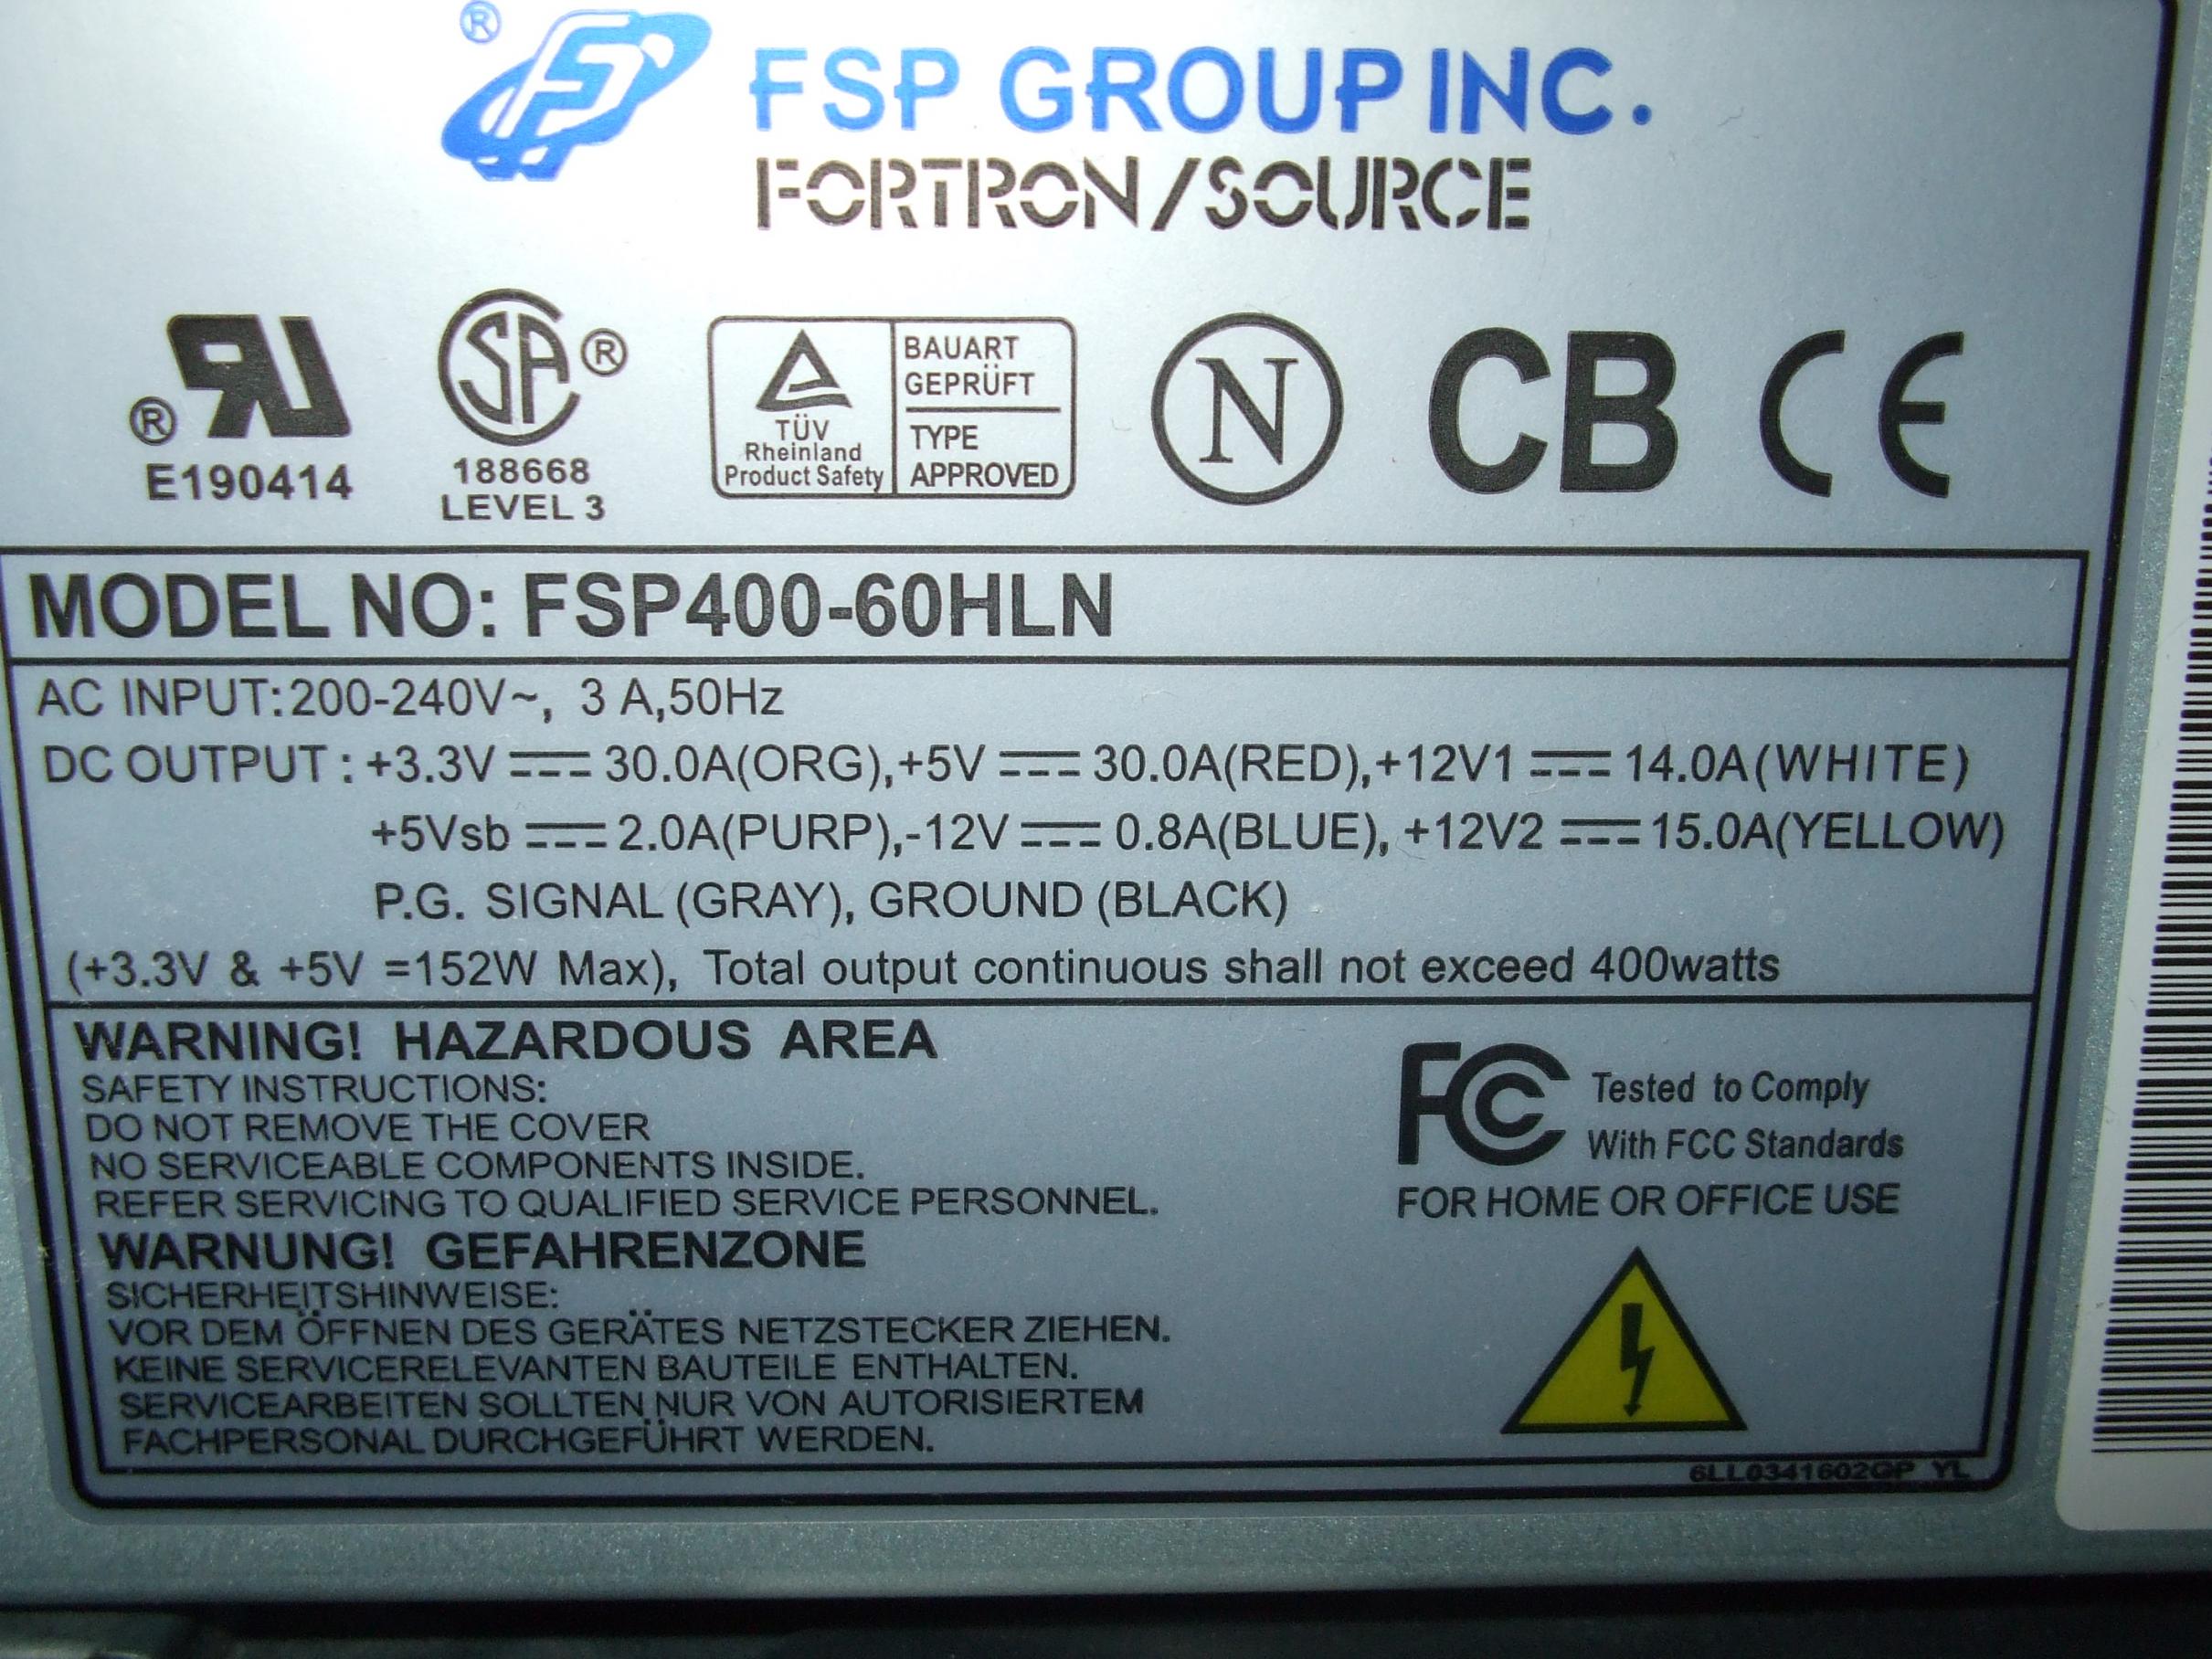 ®
FSP GROUP INC.
FORTRON/SOURCE
®
E190414
SA ®
188668
LEVEL 3
TÜV
Rheinland
Product Safety
BAUART
GEPRÜFT
TYPE
APPROVED
N
CB
CE
MODEL NO: FSP400-60HLN
AC INPUT:200-240V~, 3 A,50Hz
DC OUTPUT : +3.3V ⎓ 30.0A(ORG),+5V ⎓ 30.0A(RED),+12V1 ⎓ 14.0A(WHITE)
+5Vsb ⎓ 2.0A(PURP),-12V ⎓ 0.8A(BLUE), +12V2 ⎓ 15.0A(YELLOW)
P.G. SIGNAL (GRAY), GROUND (BLACK)
(+3.3V & +5V =152W Max), Total output continuous shall not exceed 400watts
WARNING! HAZARDOUS AREA
SAFETY INSTRUCTIONS:
DO NOT REMOVE THE COVER
NO SERVICEABLE COMPONENTS INSIDE.
REFER SERVICING TO QUALIFIED SERVICE PERSONNEL.
WARNUNG! GEFAHRENZONE
SICHERHEITSHINWEISE:
VOR DEM ÖFFNEN DES GERÄTES NETZSTECKER ZIEHEN.
KEINE SERVICERELEVANTEN BAUTEILE ENTHALTEN.
SERVICEARBEITEN SOLLTEN NUR VON AUTORISIERTEM
FACHPERSONAL DURCHGEFÜHRT WERDEN.
FC Tested to Comply
With FCC Standards
FOR HOME OR OFFICE USE
6LL0341602GP YL